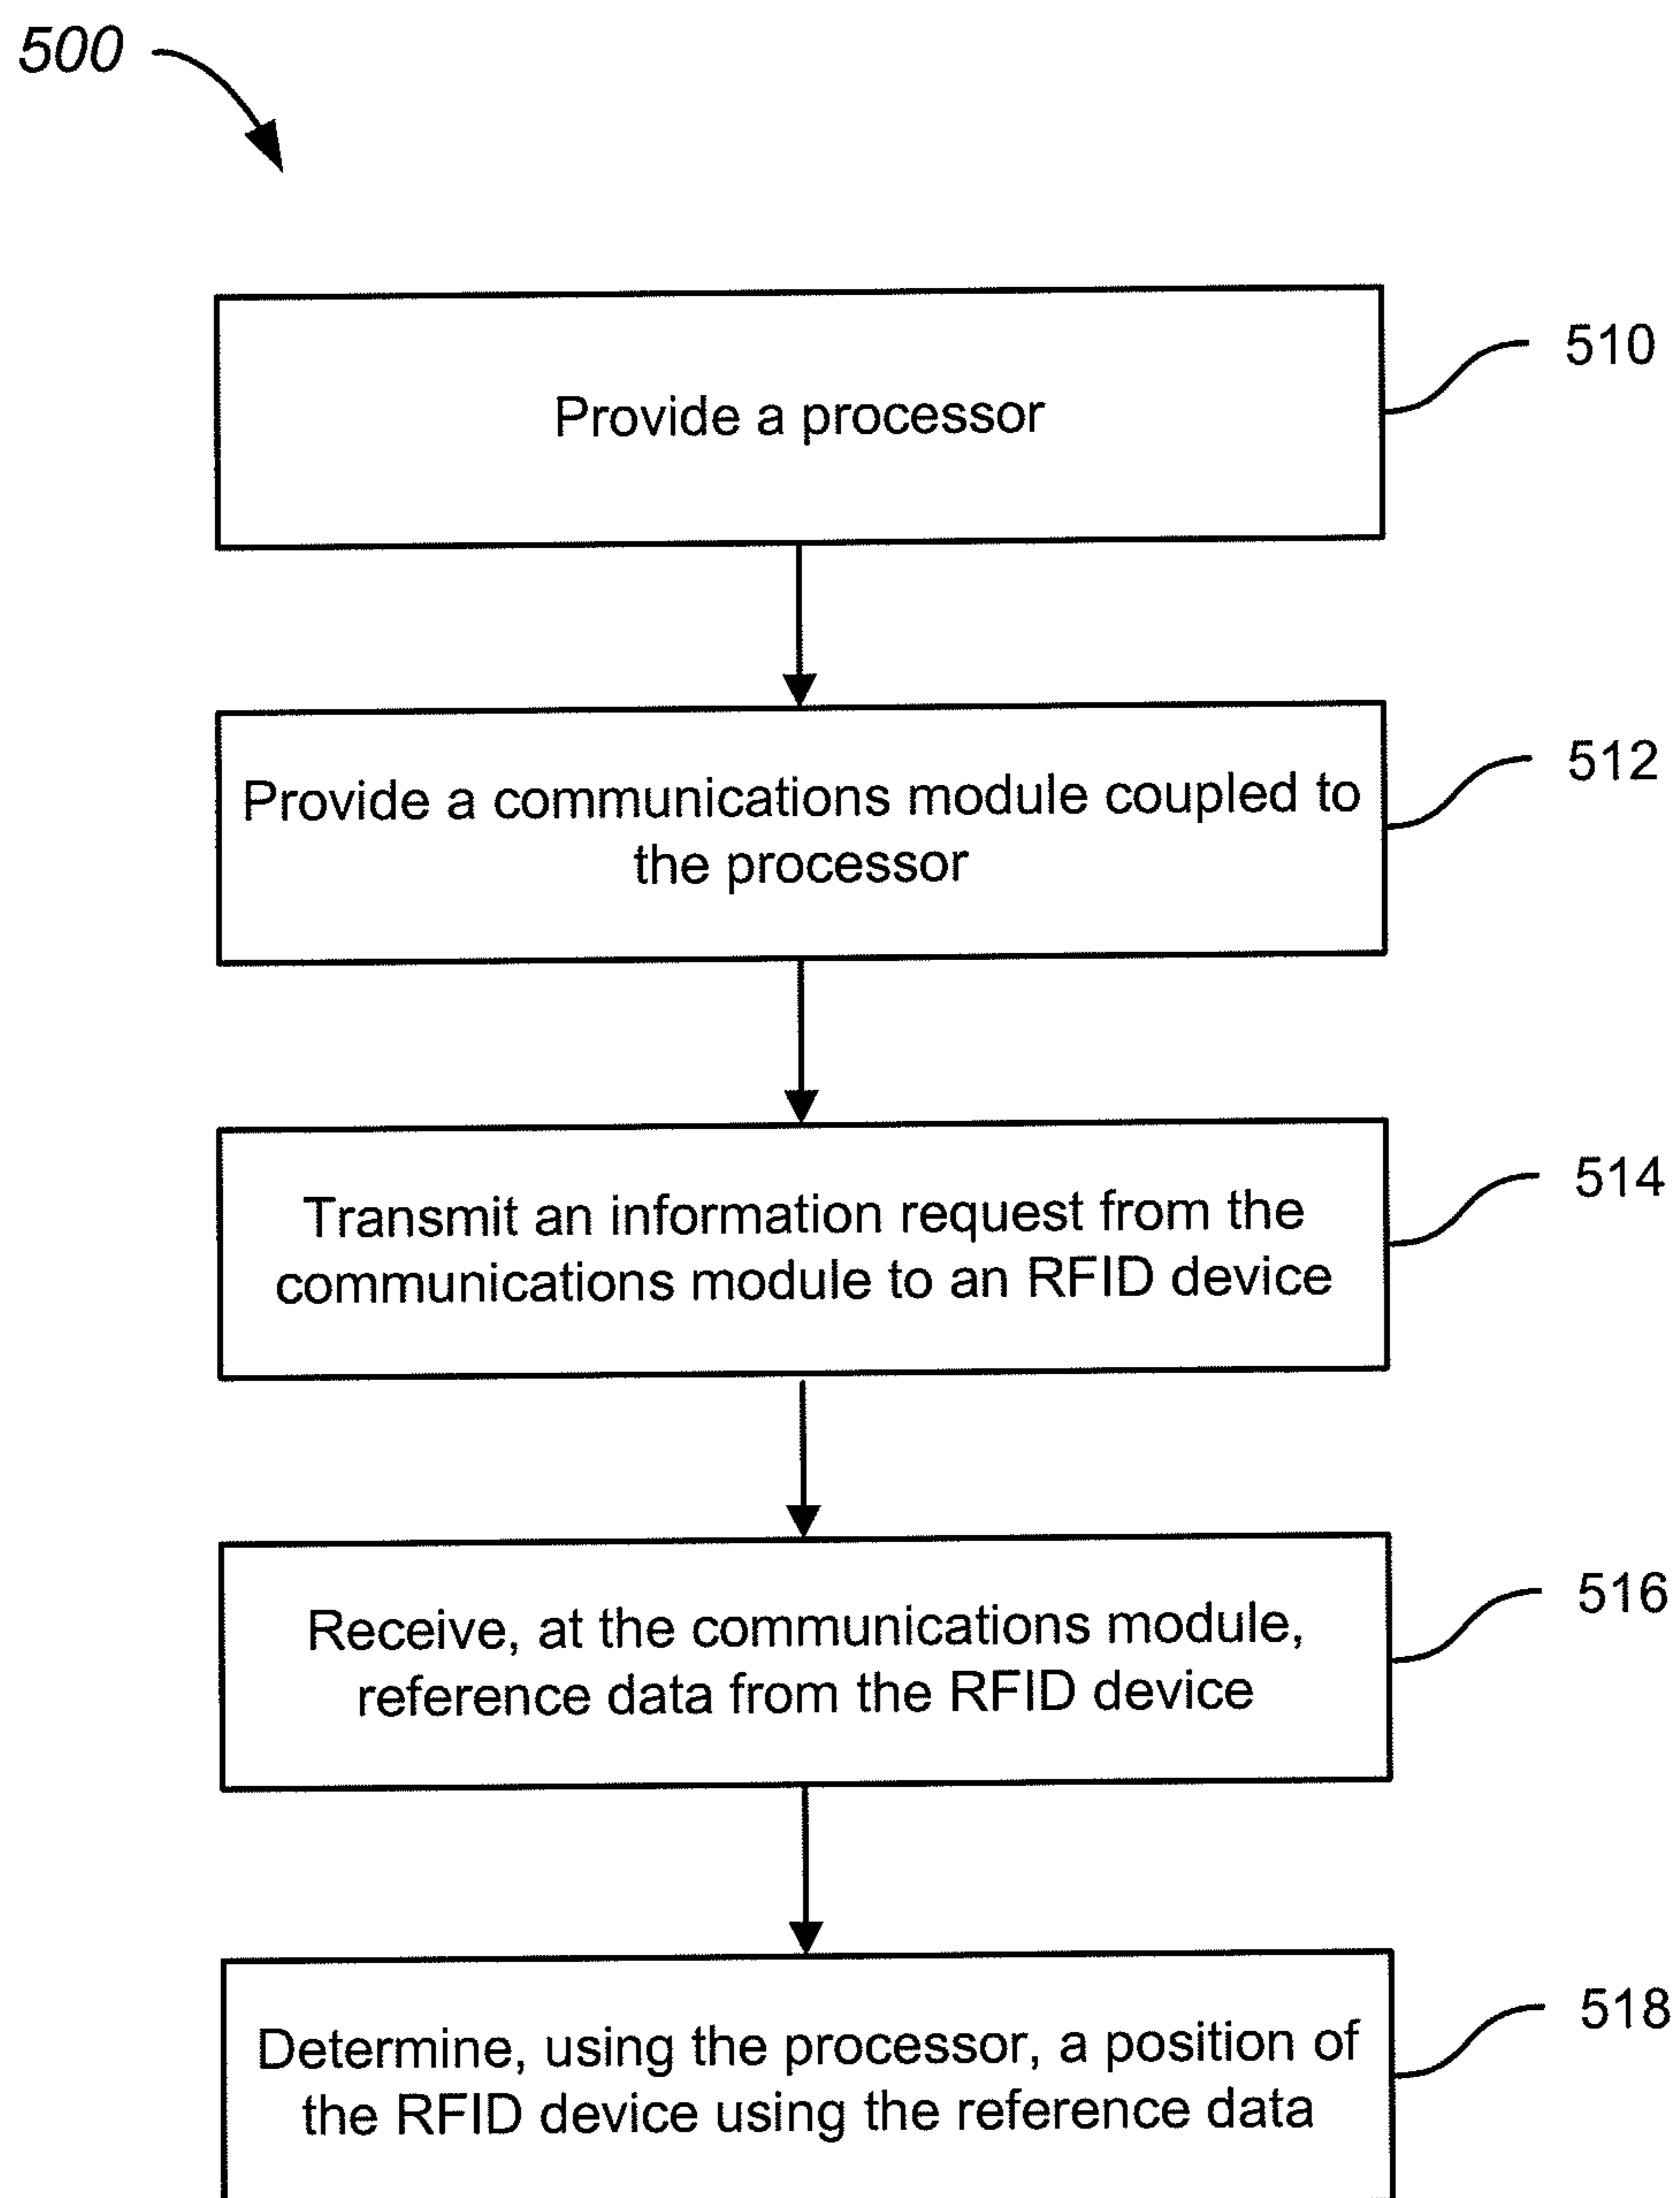 500
Provide a processor
510
Provide a communications module coupled to
the processor
512
Transmit an information request from the
communications module to an RFID device
514
Receive, at the communications module,
reference data from the RFID device
516
Determine, using the processor, a position of
the RFID device using the reference data
518